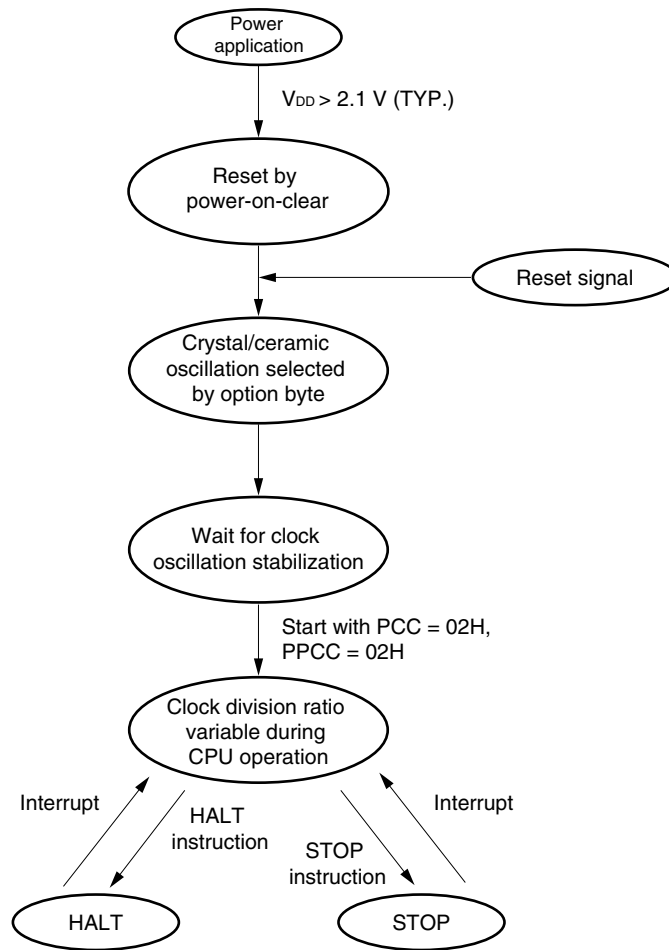 Power
application
VDD > 2.1 V (TYP.)
Reset by
power-on-clear
Reset signal
Crystal/ceramic
oscillation selected
by option byte
Wait for clock
oscillation stabilization
Start with PCC = 02H,
PPCC = 02H
Clock division ratio
variable during
CPU operation
Interrupt
HALT
instruction
STOP
instruction
Interrupt
HALT
STOP